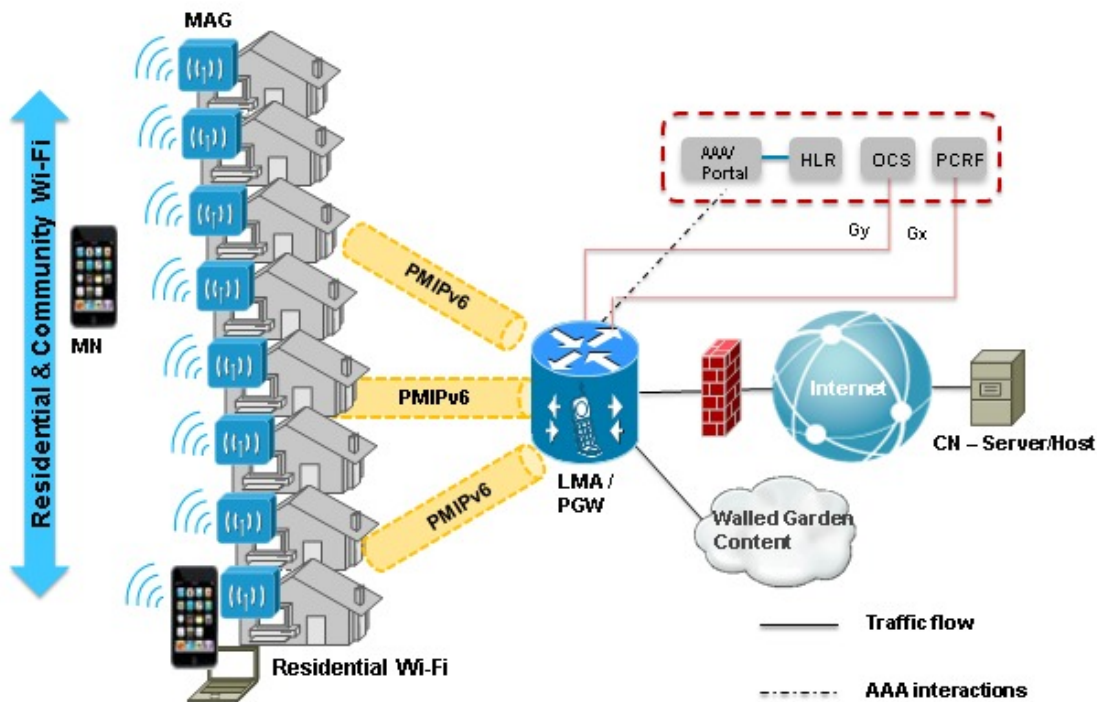 MAG
Residential & Community Wi-Fi
MN
PMIPv6
PMIPv6
PMIPv6
AAA/
Portal
HLR
OCS
PCRF
Gy
Gx
LMA /
PGW
Internet
CN – Server/Host
Walled Garden
Content
Residential Wi-Fi
Traffic flow
AAA interactions